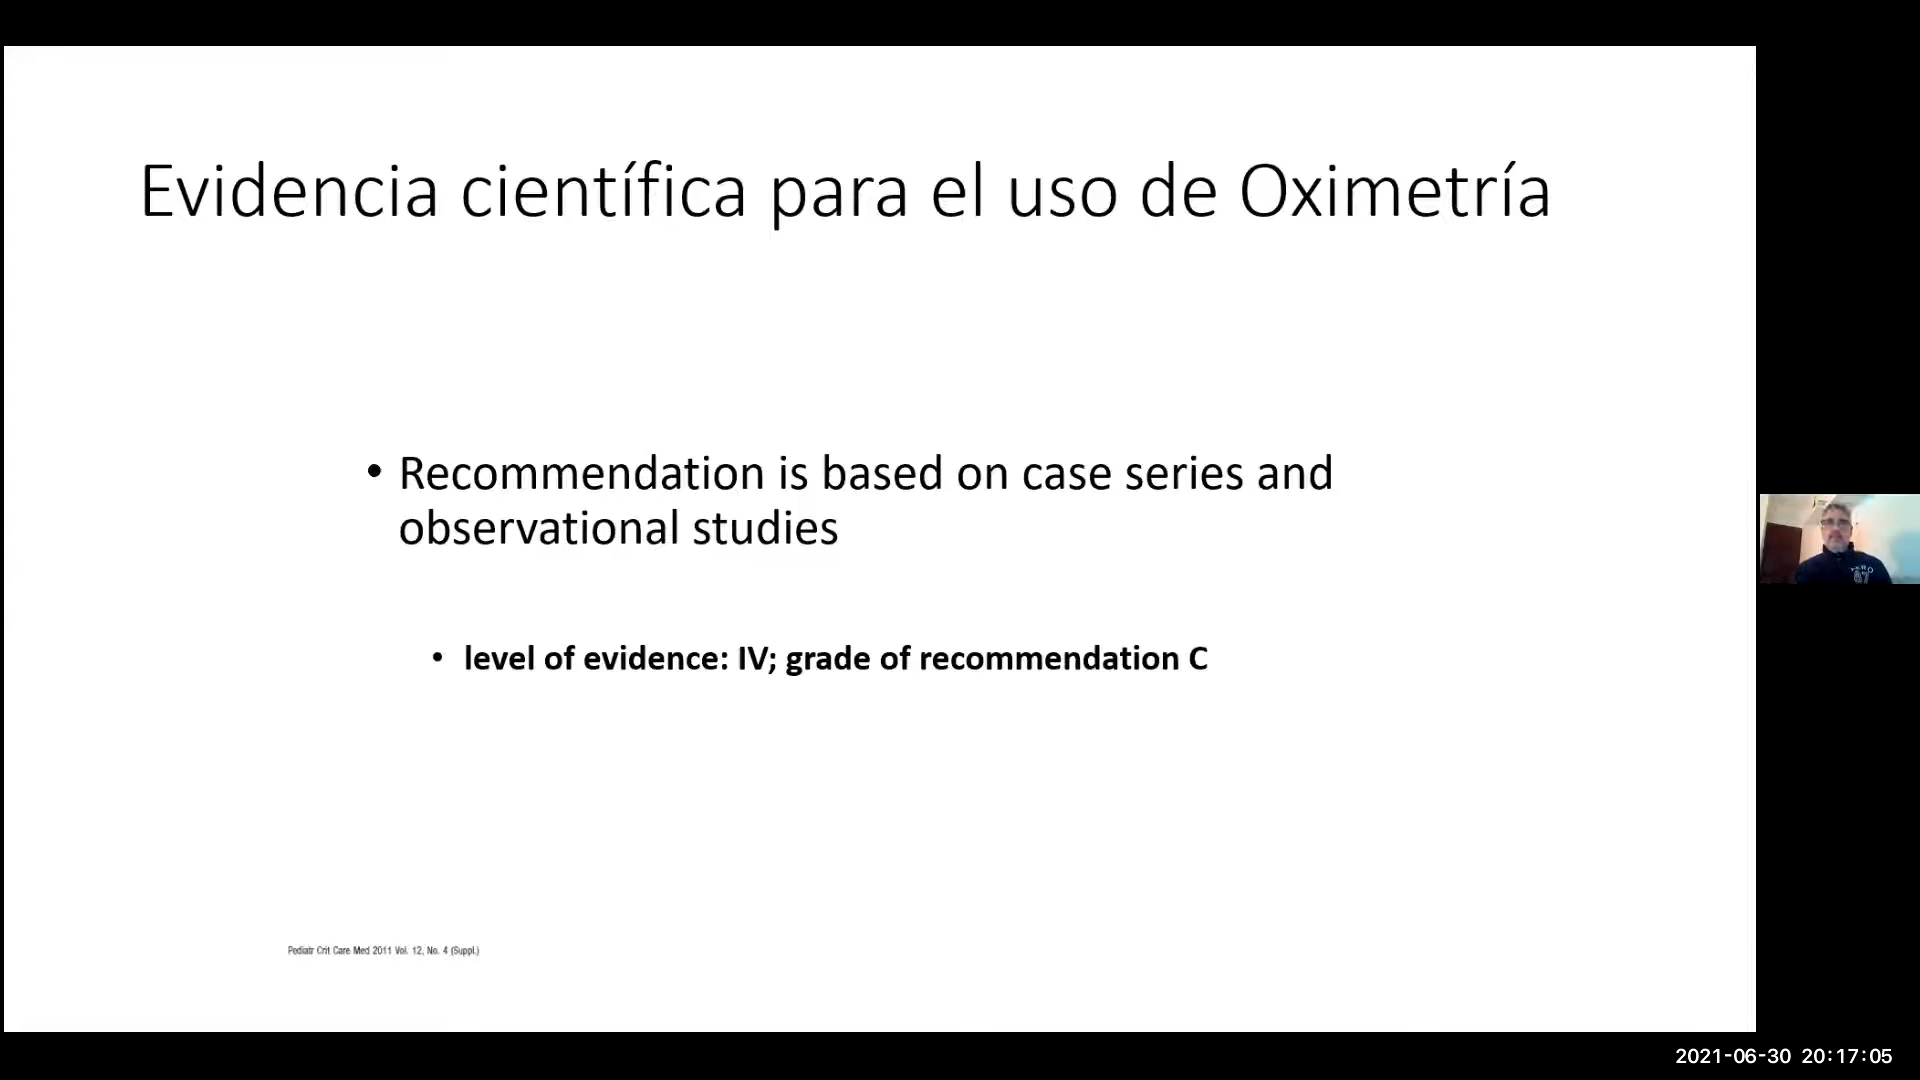 Evidencia científica para el uso de Oximetría
• Recommendation is based on case series and
observational studies
• level of evidence: IV; grade of recommendation C
Pediatr Crit Care Med 2011 Vol. 12, No. 4 (Suppl.)
87
2021-06-30 20:17:05